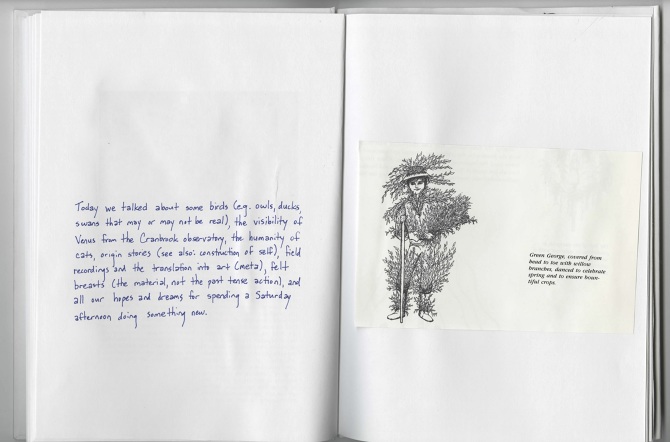 Today we talked about some birds (e.g. owls, ducks,
swans that may or may not be real), the visibility of
Venus from the Cranbrook observatory, the humanity of
cats, origin stores (see also: construction of self), field
recordings and the translation into art (meta), felt
breasts (the material, not the past tense action), and
all our hopes and dreams for spending a Saturday
afternoon doing something new.
Green George, covered from
head to toe with willow
branches, danced to celebrate
spring and to ensure boun-
tiful crops.